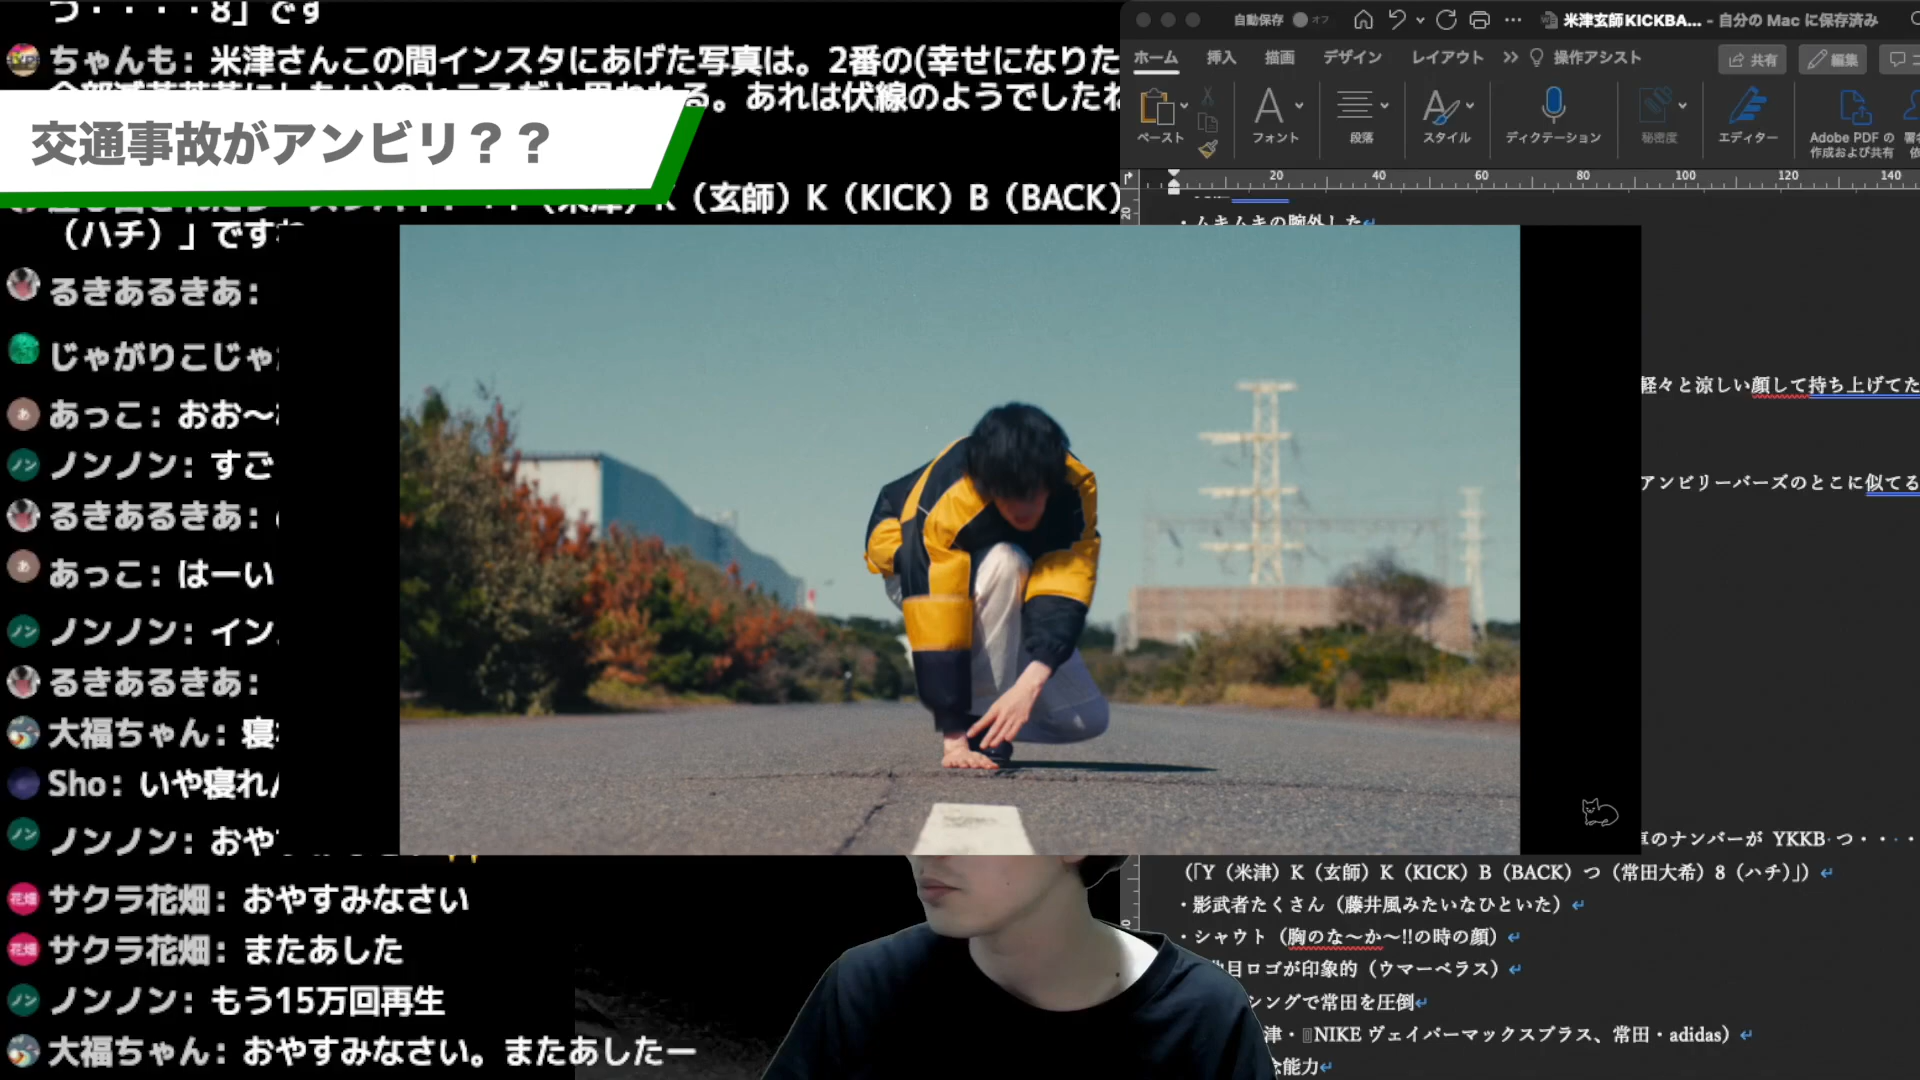 つ・・・・8」です
ちゃんも: 米津さんこの間インスタにあげた写真は。2番の(幸せになりた
る。あれは伏線のようでしたね
交通事故がアンビリ？？
（玄師）K（KICK）B（BACK）
（ハチ）」ですね
るきあるきあ:
じゃがりこじゃ
あっこ: おお〜
ノンノン: すご
るきあるきあ:
あっこ: はーい
ノンノン: イン
るきあるきあ:
大福ちゃん: 寝
Sho: いや寝れん
ノンノン: おや
サクラ花畑: おやすみなさい
サクラ花畑: またあした
ノンノン: もう15万回再生
大福ちゃん: おやすみなさい。またあしたー
自動保存 オフ
米津玄師KICKBA... - 自分の Mac に保存済み
ホーム 挿入 描画 デザイン レイアウト 操作アシスト 共有 編集
ペースト フォント 段落 スタイル ディクテーション 秘密度 エディター Adobe PDF の
作成および共有
20 40 60 80 100 120 140
20
・ムキムキの腕外した
軽々と涼しい顔して持ち上げてた
アンビリーバーズのとこに似てる
のナンバーが YKKB つ・・・・
（「Y（米津）K（玄師）K（KICK）B（BACK）つ（常田大希）8（ハチ）」）
・影武者たくさん（藤井風みたいなひといた）
・シャウト（胸のな〜か〜!!の時の顔）
目ロゴが印象的（ウマーベラス）
シングで常田を圧倒
津・NIKE ヴェイパーマックスプラス、常田・adidas）
能力